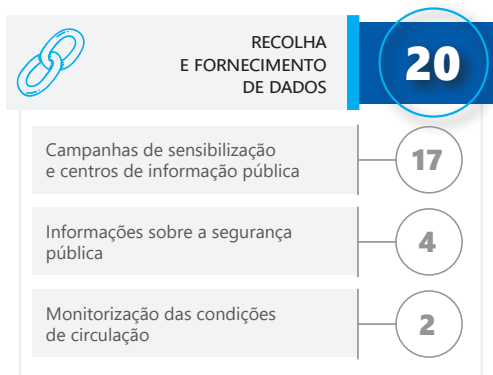 RECOLHA
E FORNECIMENTO
DE DADOS
20
Campanhas de sensibilização
e centros de informação pública
17
Informações sobre a segurança
pública
4
Monitorização das condições
de circulação
2